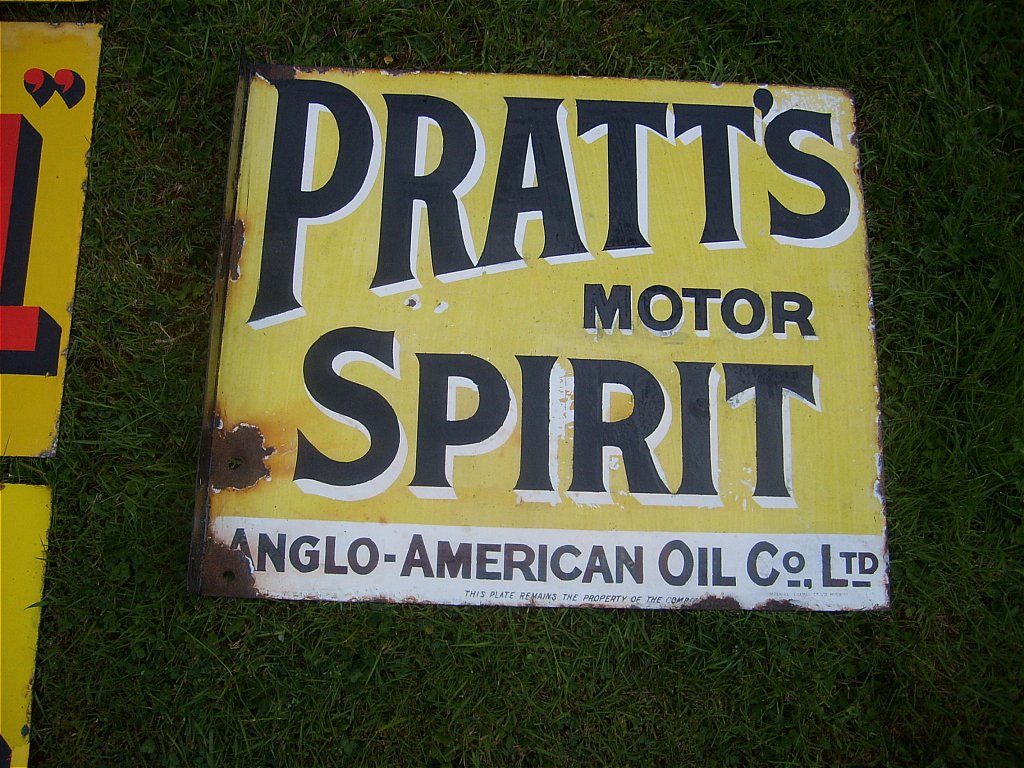 PRATT'S
MOTOR
SPIRIT
ANGLO-AMERICAN OIL CO., LTD
THIS PLATE REMAINS THE PROPERTY OF THE
”